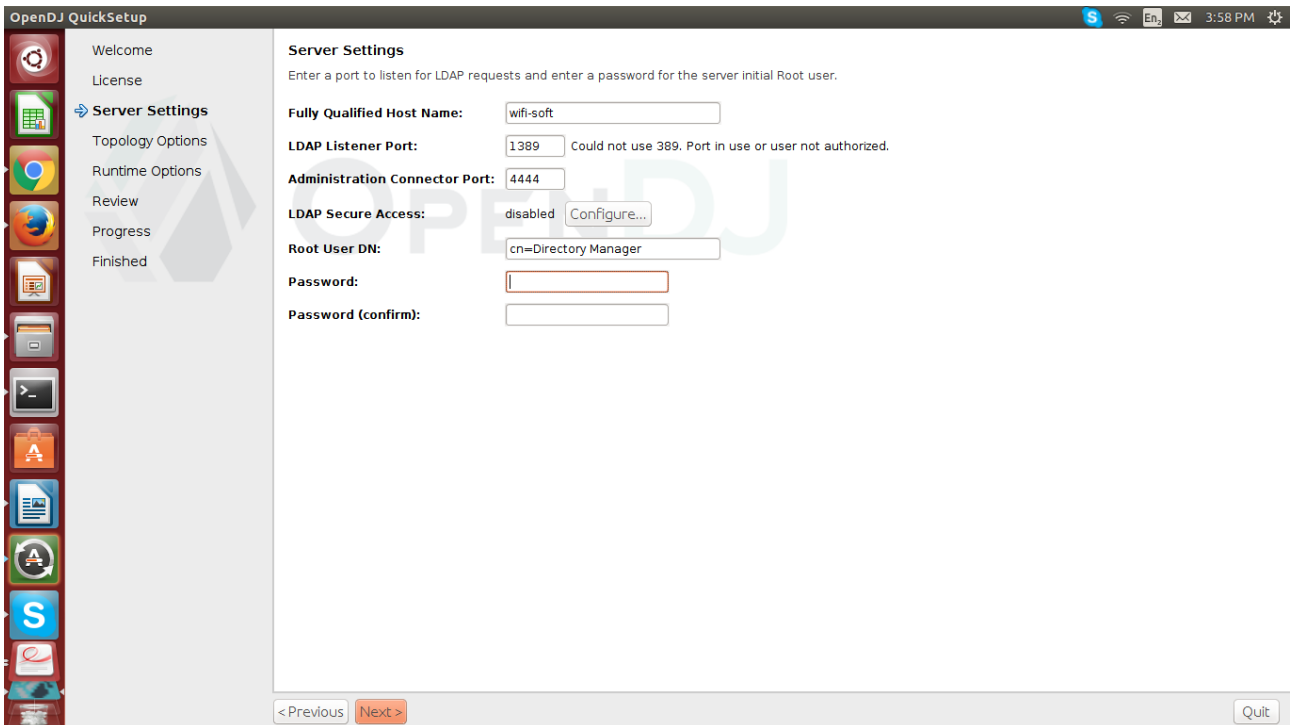 OpenDJ QuickSetup
En2
3:58 PM
Welcome
License
Server Settings
Topology Options
Runtime Options
Review
Progress
Finished
Server Settings
Enter a port to listen for LDAP requests and enter a password for the server initial Root user.
Fully Qualified Host Name: wifi-soft
LDAP Listener Port: 1389 Could not use 389. Port in use or user not authorized.
Administration Connector Port: 4444
LDAP Secure Access: disabled Configure...
Root User DN: cn=Directory Manager
Password:
Password (confirm):
OPENDJ
< Previous Next > Quit